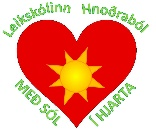 Leikskólinn Hnoðraból
MEÐ SÓL Í HJARTA